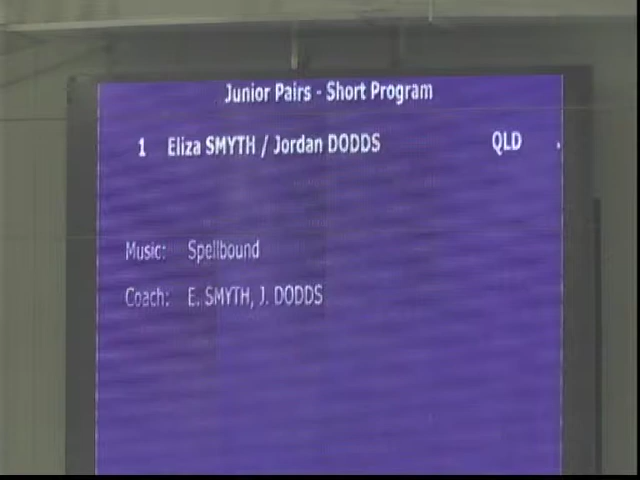 Junior Pairs - Short Program
1 Eliza SMYTH / Jordan DODDS QLD
Music: Spellbound
Coach: E. SMYTH, J. DODDS